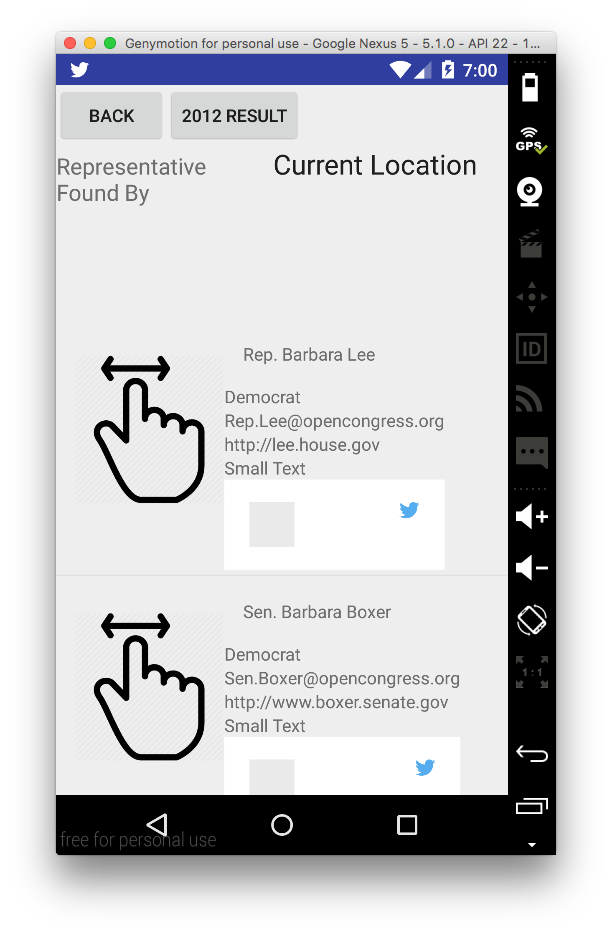 Genymotion for personal use - Google Nexus 5 - 5.1.0 - API 22 - 1...
7:00
BACK
2012 RESULT
Representative
Found By
Current Location
GPS
ID
Rep. Barbara Lee
Democrat
Rep.Lee@opencongress.org
http://lee.house.gov
Small Text
Sen. Barbara Boxer
Democrat
Sen.Boxer@opencongress.org
http://www.boxer.senate.gov
Small Text
1:1
free for personal use